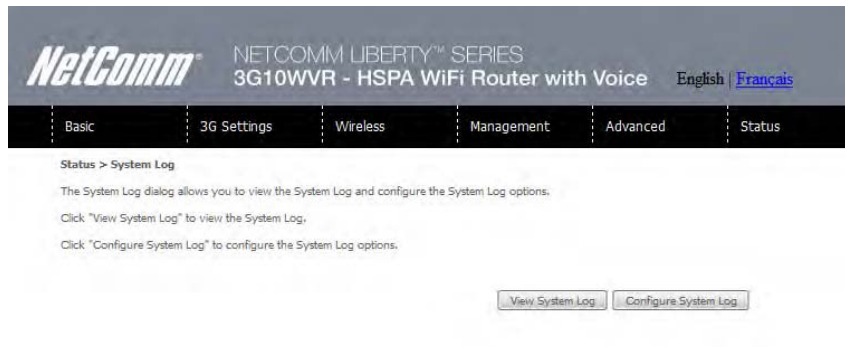 NetComm®
NETCOMM LIBERTY™ SERIES
3G10WVR - HSPA WiFi Router with Voice
English | Français
Basic
3G Settings
Wireless
Management
Advanced
Status
Status > System Log
The System Log dialog allows you to view the System Log and configure the System Log options.
Click "View System Log" to view the System Log.
Click "Configure System Log" to configure the System Log options.
View System Log
Configure System Log